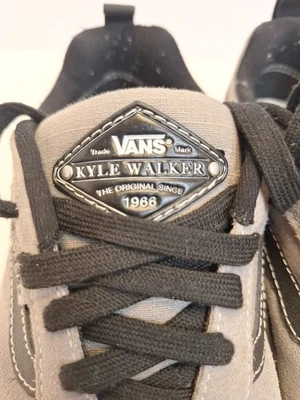 VANS
Trade Mark
KYLE WALKER
THE ORIGINAL SINCE
1966